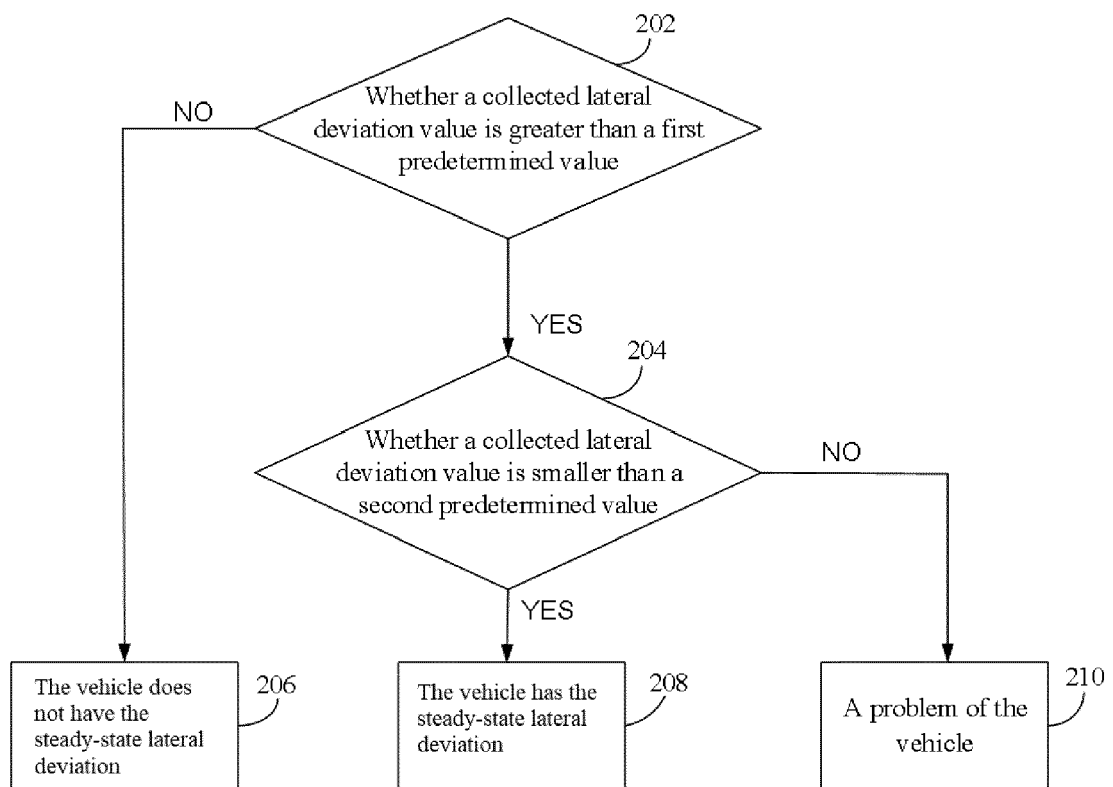 202
Whether a collected lateral
deviation value is greater than a first
predetermined value
NO
YES
204
Whether a collected lateral
deviation value is smaller than a
second predetermined value
NO
YES
206
The vehicle does
not have the
steady-state lateral
deviation
208
The vehicle has the
steady-state lateral
deviation
210
A problem of the
vehicle